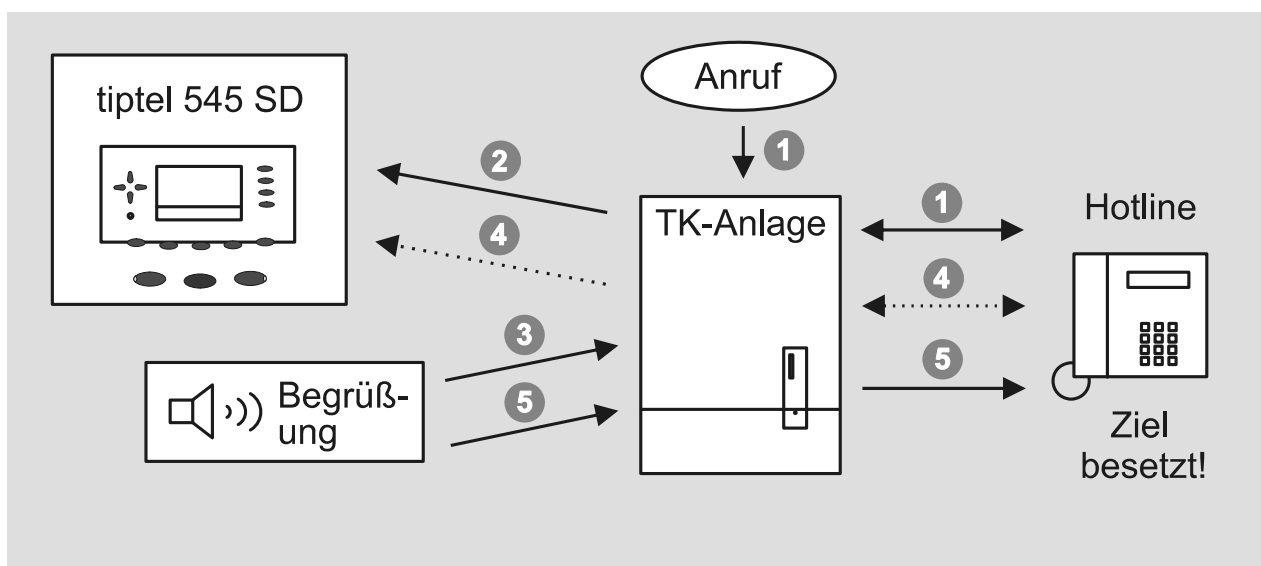 tiptel 545 SD
Anruf
1
2
TK-Anlage
1
Hotline
4
4
3
5
5
Begrüß-
ung
Ziel
besetzt!